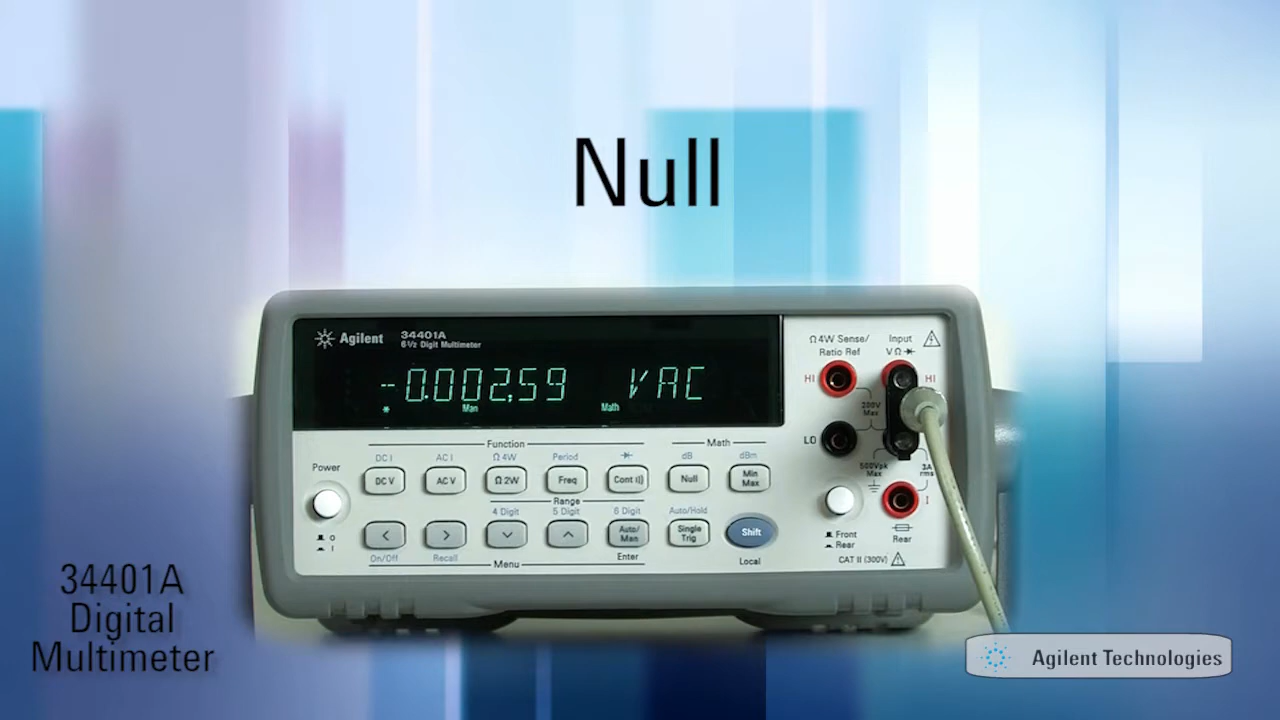 Null
Agilent 34401A
6½ Digit Multimeter
-0.002,59 VAC
* Man Math
Ω 4W Sense/ Input
Ratio Ref V Ω
HI HI
200V
Max
LO
500Vpk
Max
3A
rms
I
Front
Rear
Rear
CAT II (300V)
Power
O
I
Function Math
DC I AC I Ω 4W Period dB dBm
DC V AC V Ω 2W Freq Cont Null Min
Max
Range
4 Digit 5 Digit 6 Digit Auto/Hold
< > Auto/
Man Single
Trig Shift
On/Off Recall Enter Local
Menu
34401A
Digital
Multimeter
Agilent Technologies